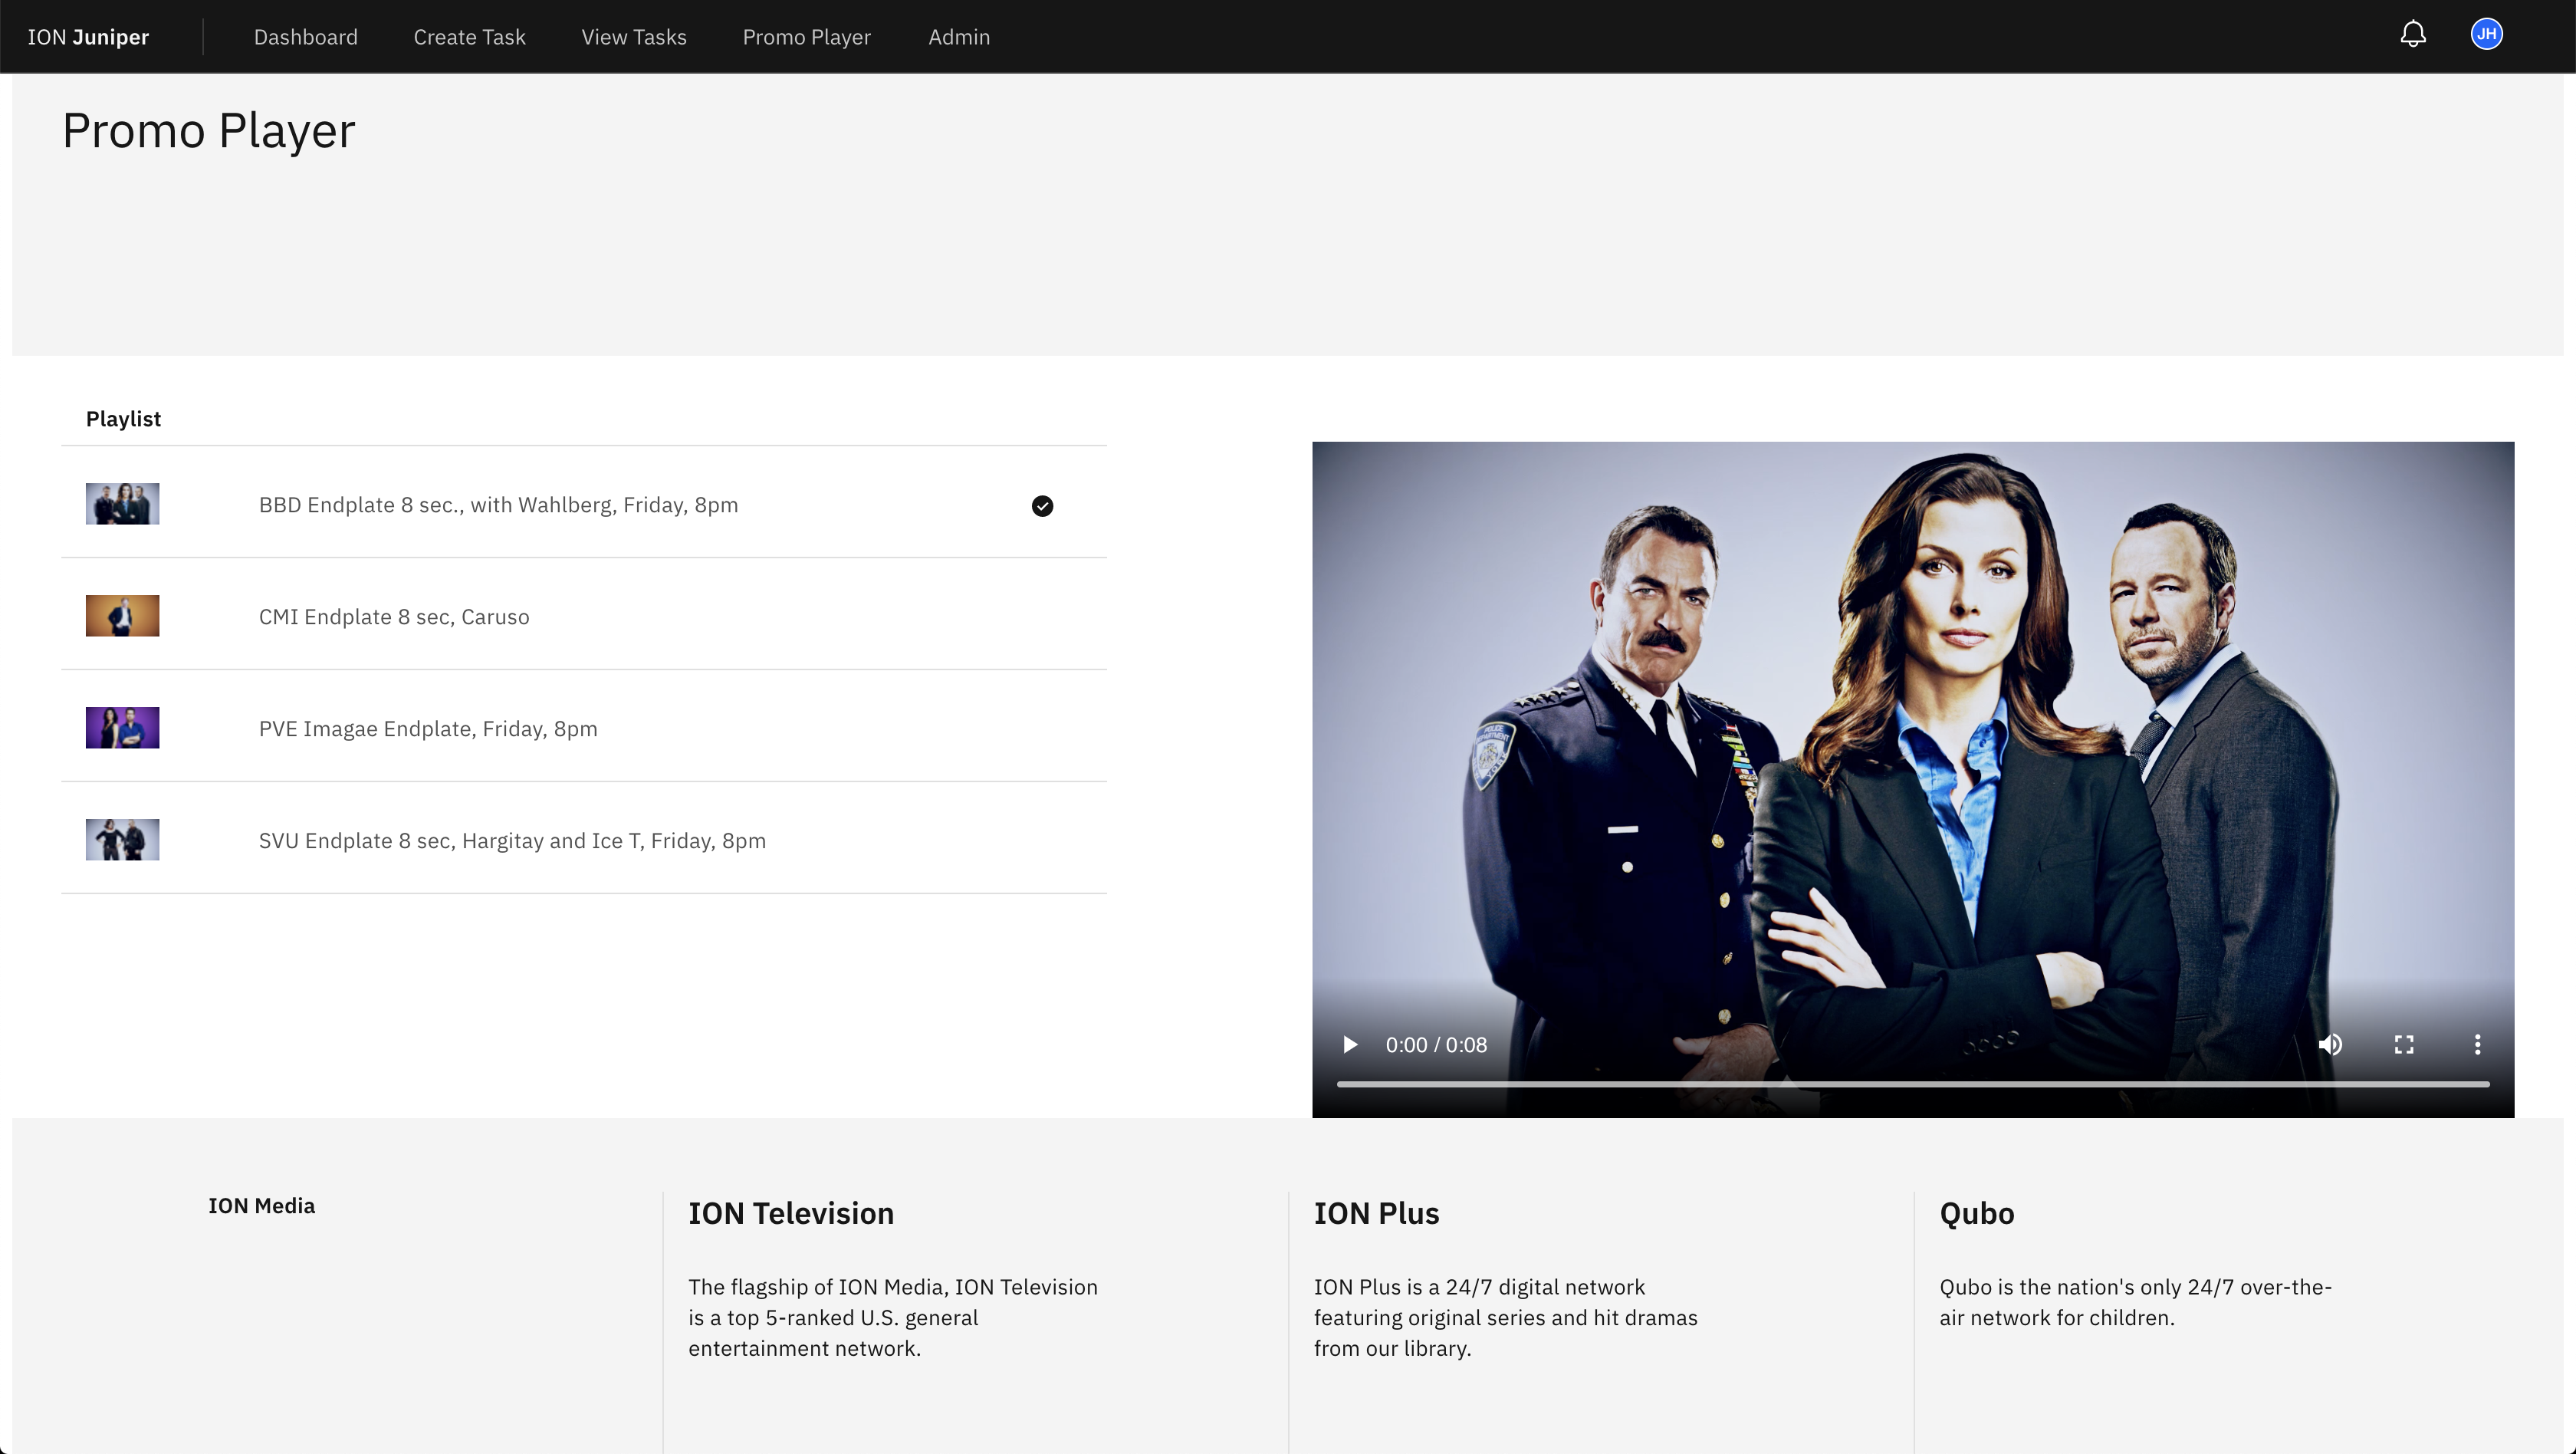 ION Juniper
Dashboard
Create Task
View Tasks
Promo Player
Admin
JH
Promo Player
Playlist
BBD Endplate 8 sec., with Wahlberg, Friday, 8pm
CMI Endplate 8 sec, Caruso
PVE Imagae Endplate, Friday, 8pm
SVU Endplate 8 sec, Hargitay and Ice T, Friday, 8pm
POLICE
DEPARTMENT
0:00 / 0:08
ION Media
ION Television
The flagship of ION Media, ION Television
is a top 5-ranked U.S. general
entertainment network.
ION Plus
ION Plus is a 24/7 digital network
featuring original series and hit dramas
from our library.
Qubo
Qubo is the nation's only 24/7 over-the-
air network for children.